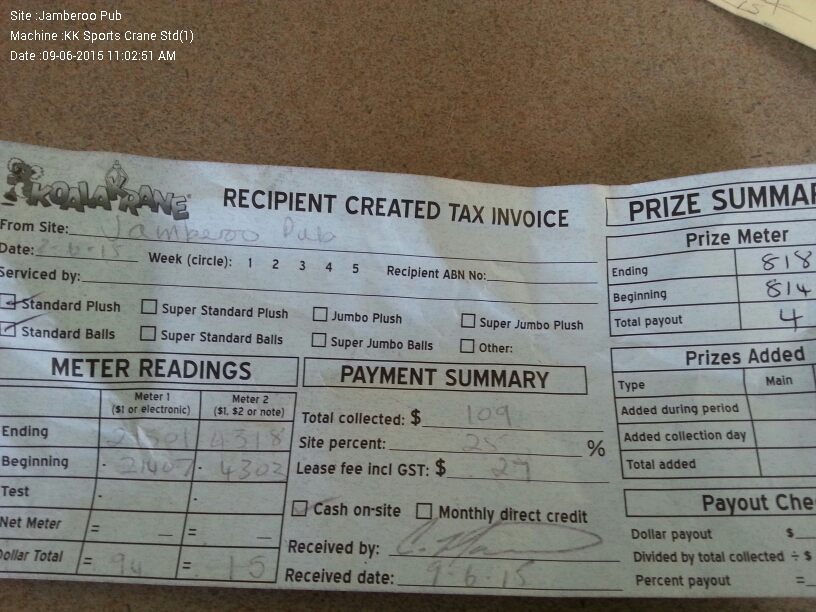 Site :Jamberoo Pub
Machine :KK Sports Crane Std(1)
Date :09-06-2015 11:02:51 AM
KOALA KRANE
RECIPIENT CREATED TAX INVOICE
From Site: Jamberoo Pub
Date: -6-15 Week (circle): 1 2 3 4 5 Recipient ABN No:
Serviced by:
Standard Plush Super Standard Plush Jumbo Plush Super Jumbo Plush
Standard Balls Super Standard Balls Super Jumbo Balls Other:
METER READINGS
Meter 1 Meter 2
($1 or electronic) ($1, $2 or note)
Ending 21501 4318
Beginning - 21407 - 4302
Test - -
Net Meter = _ = _
Dollar Total = 94 = 15
PAYMENT SUMMARY
Total collected: $ 109
Site percent: 25 %
Lease fee incl GST: $ 27
Cash on-site Monthly direct credit
Received by:
Received date: 9-6-15
PRIZE SUMMAR
Prize Meter
Ending 818
Beginning 814
Total payout 4
Prizes Added
Type Main
Added during period
Added collection day
Total added
Payout Che
Dollar payout $
Divided by total collected ÷ $
Percent payout =